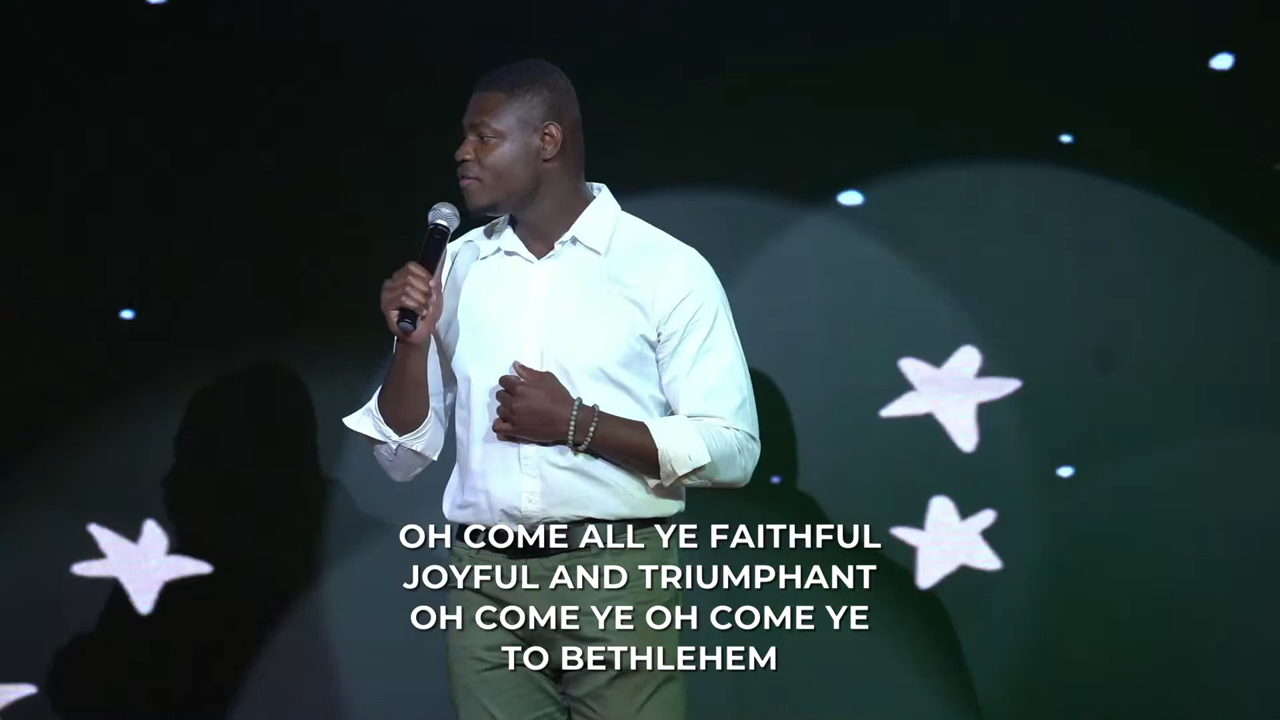 OH COME ALL YE FAITHFUL
JOYFUL AND TRIUMPHANT
OH COME YE OH COME YE
TO BETHLEHEM